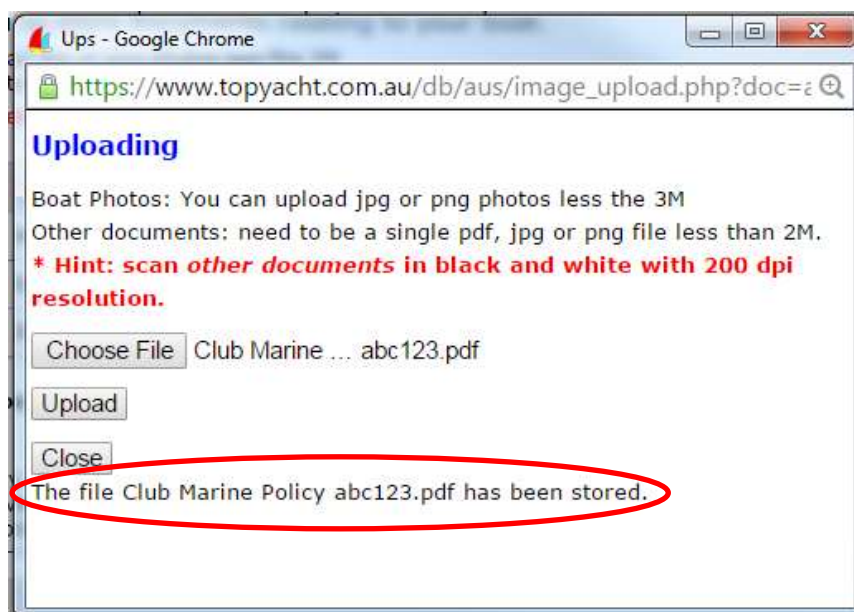 Ups - Google Chrome
https://www.topyacht.com.au/db/aus/image_upload.php?doc=a
Uploading
Boat Photos: You can upload jpg or png photos less the 3M
Other documents: need to be a single pdf, jpg or png file less than 2M.
* Hint: scan other documents in black and white with 200 dpi
resolution.
Choose File Club Marine ... abc123.pdf
Upload
Close
The file Club Marine Policy abc123.pdf has been stored.